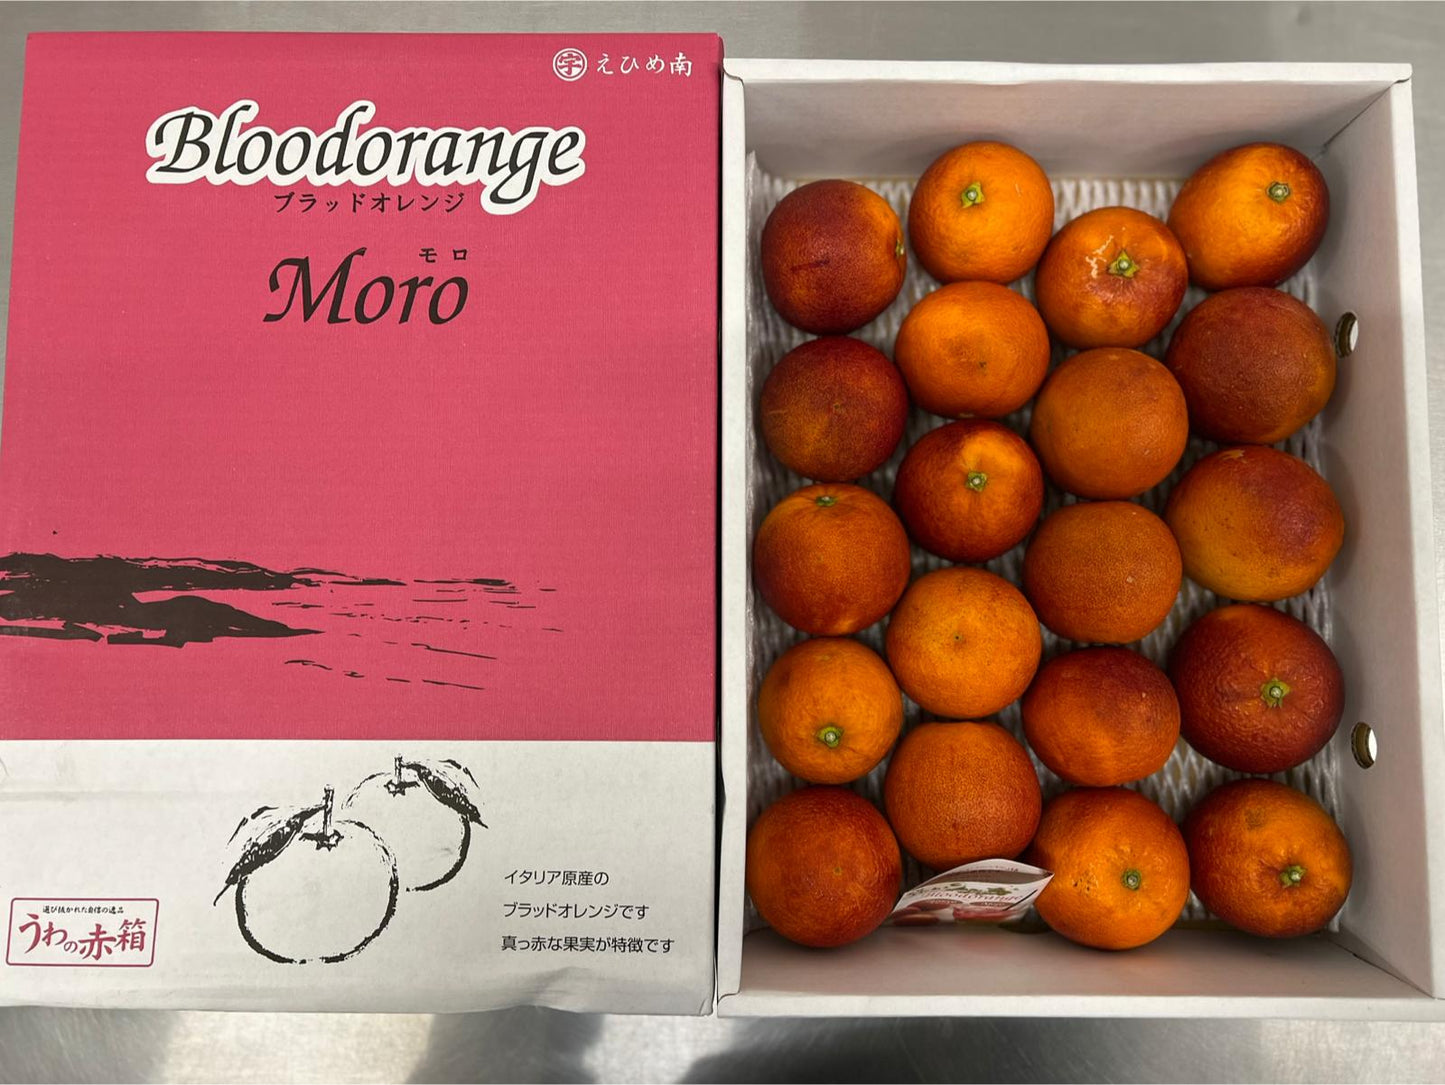 字 えひめ南
Bloodorange
ブラッドオレンジ
モロ
Moro
イタリア原産の
ブラッドオレンジです
真っ赤な果実が特徴です
選び抜かれた自信の逸品
うわの赤箱
Bloodorange